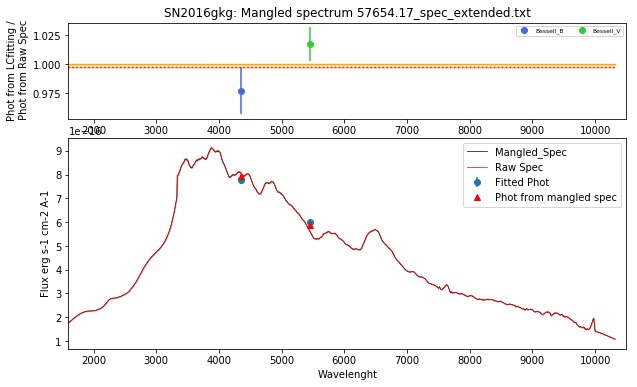 SN2016gkg: Mangled spectrum 57654.17_spec_extended.txt
Phot from LCfitting /
Phot from Raw Spec
1.025
1.000
0.975
Bessell_B
Bessell_V
2000 3000 4000 5000 6000 7000 8000 9000 10000
1e−16
Flux erg s-1 cm-2 A-1
9
8
7
6
5
4
3
2
1
Mangled_Spec
Raw Spec
Fitted Phot
Phot from mangled spec
2000 3000 4000 5000 6000 7000 8000 9000 10000
Wavelenght